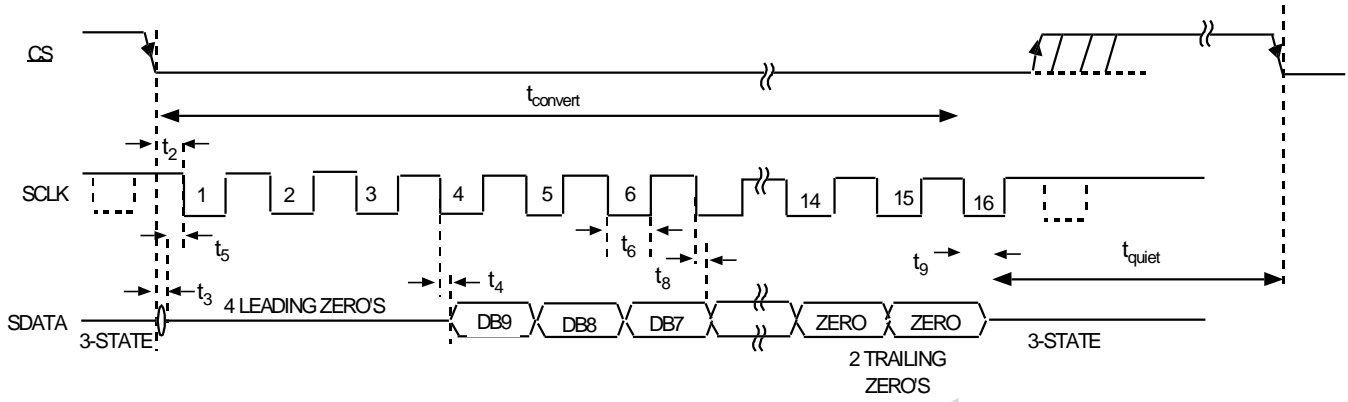 CS
tconvert
t2
SCLK
1 2 3 4 5 6 14 15 16
t5
t6
t9
tquiet
t3
4 LEADING ZERO'S
t4
t8
SDATA
DB9 DB8 DB7 ZERO ZERO
3-STATE
3-STATE
2 TRAILING
ZERO'S